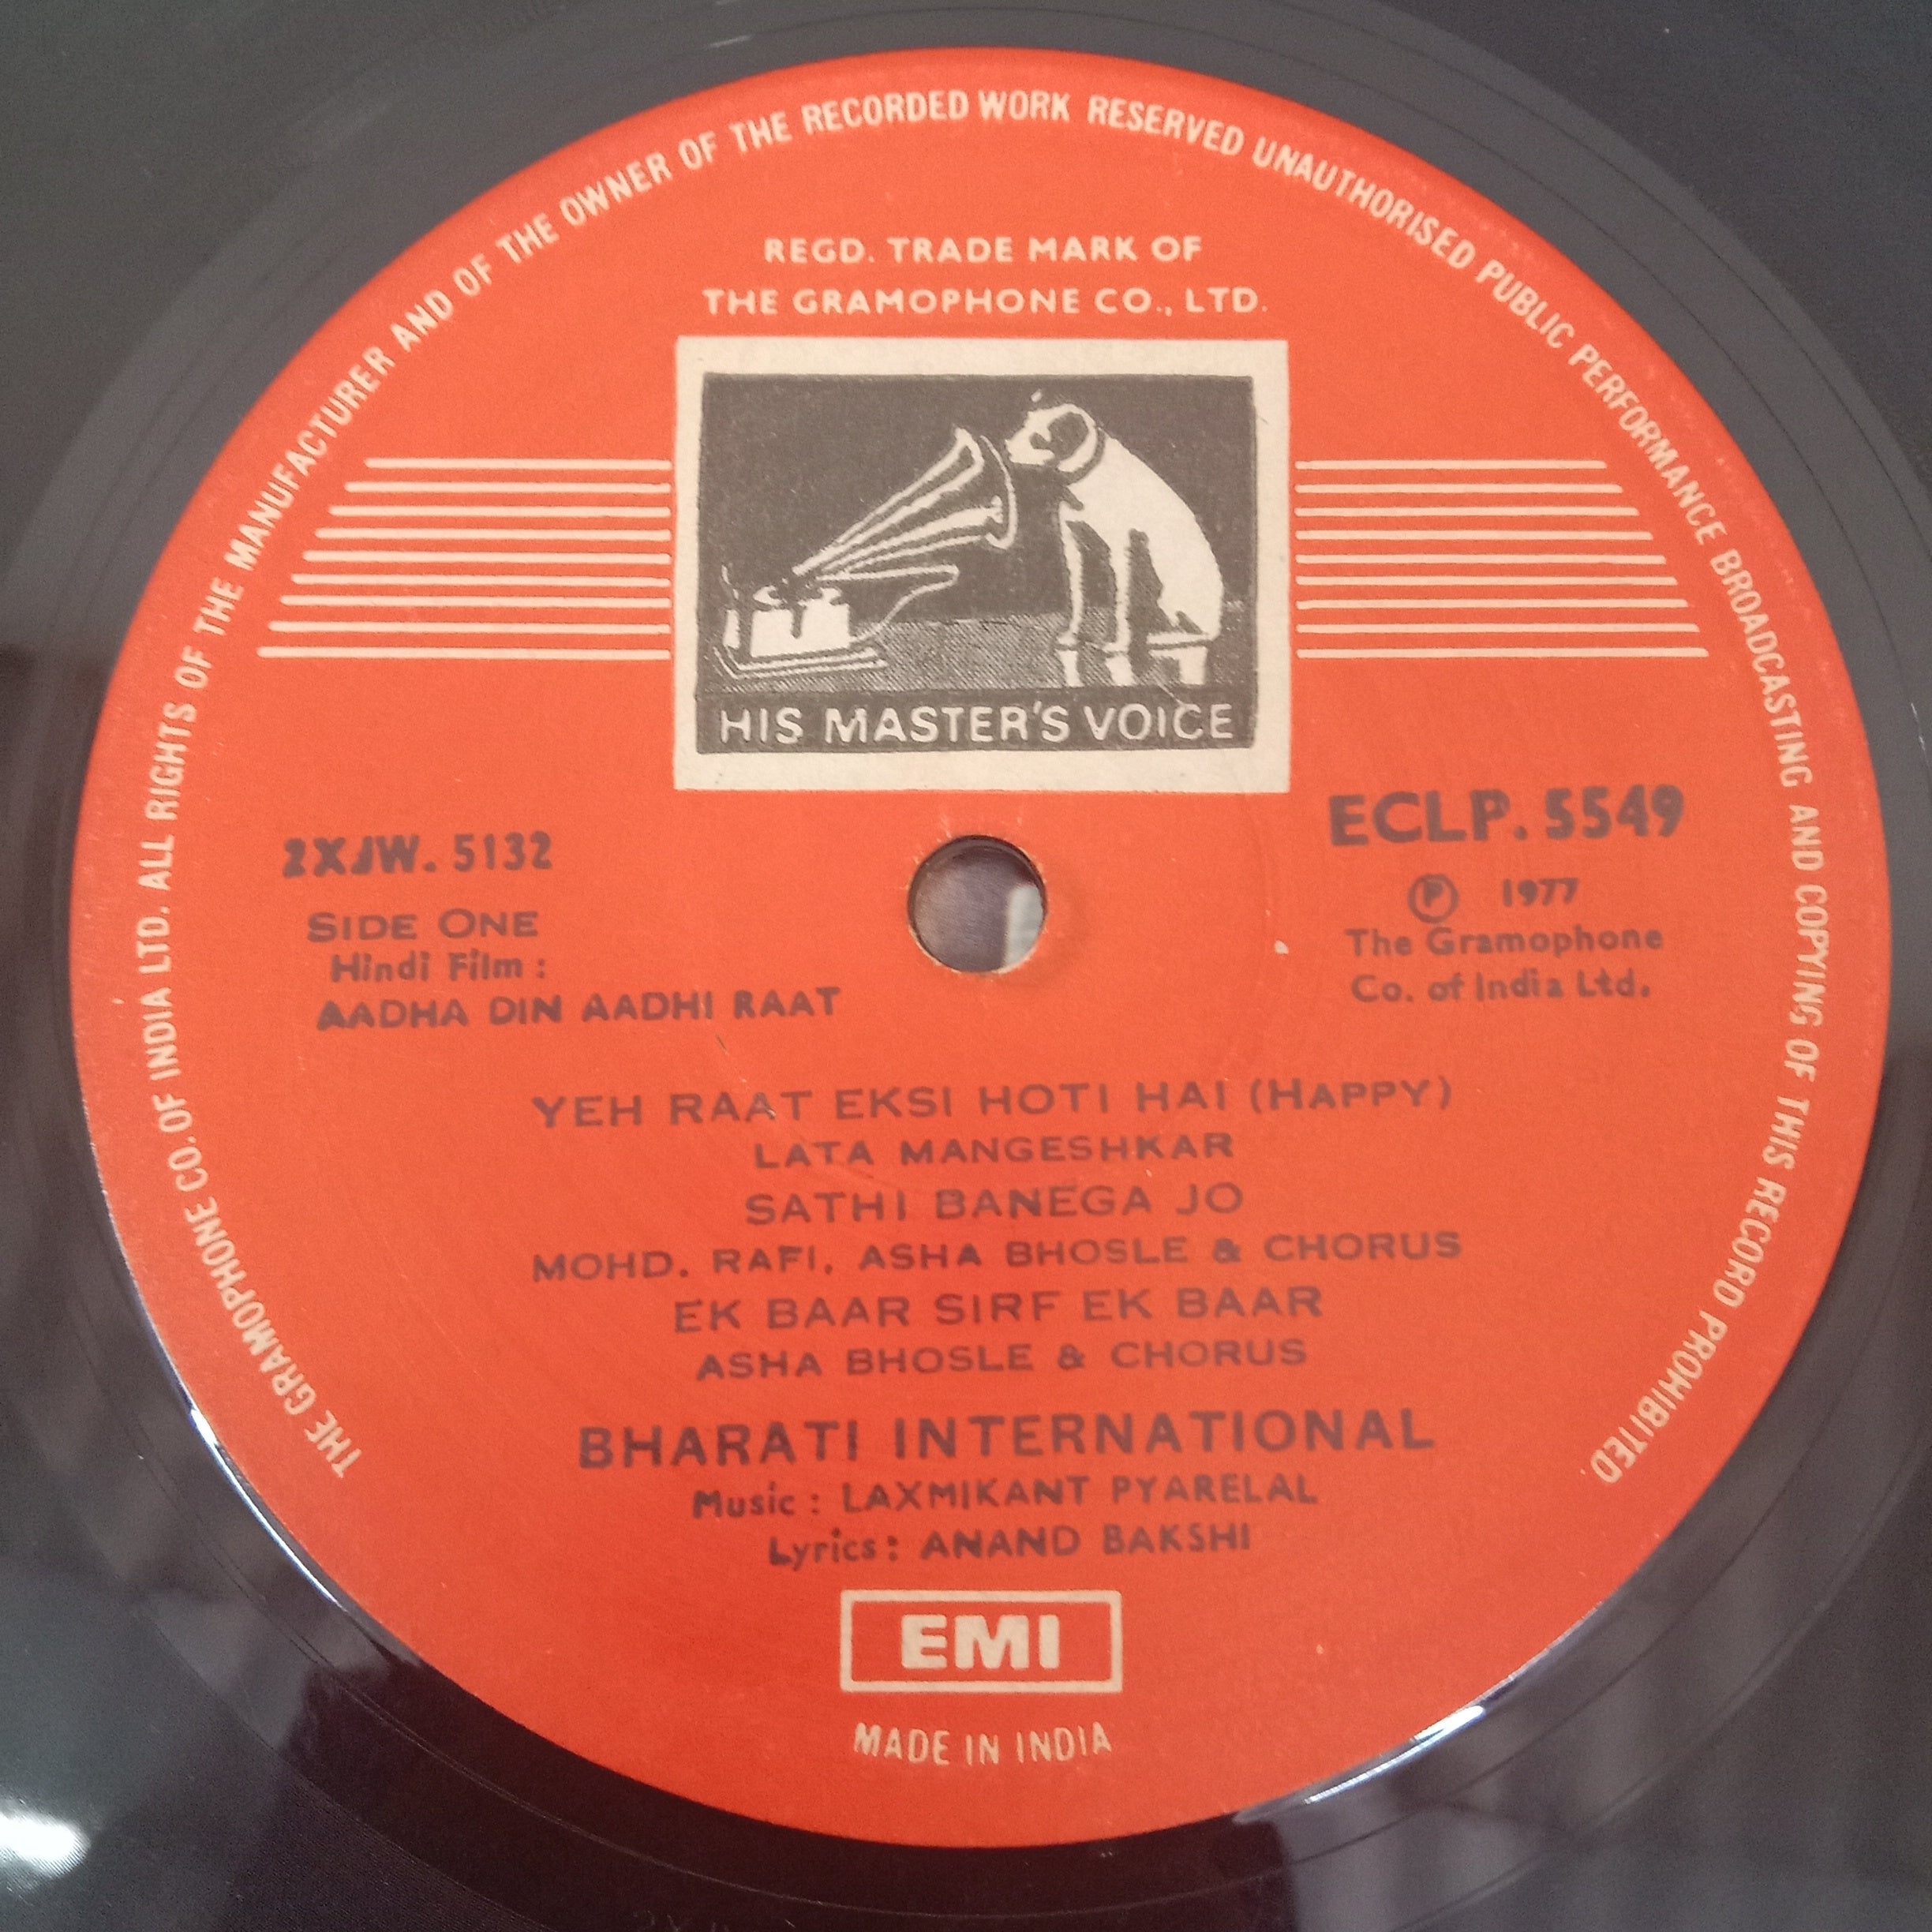 THE GRAMOPHONE CO. OF INDIA LTD. ALL RIGHTS OF THE MANUFACTURER AND OF THE OWNER OF THE RECORDED WORK RESERVED UNAUTHORISED PUBLIC PERFORMANCE BROADCASTING AND COPYING OF THIS RECORD PROHIBITED
REGD. TRADE MARK OF
THE GRAMOPHONE CO., LTD.
HIS MASTER'S VOICE
2XJW. 5132
SIDE ONE
Hindi Film :
AADHA DIN AADHI RAAT
ECLP. 5549
Ⓟ 1977
The Gramophone
Co. of India Ltd.
YEH RAAT EKSI HOTI HAI (HAPPY)
LATA MANGESHKAR
SATHI BANEGA JO
MOHD. RAFI, ASHA BHOSLE & CHORUS
EK BAAR SIRF EK BAAR
ASHA BHOSLE & CHORUS
BHARATI INTERNATIONAL
Music : LAXMIKANT PYARELAL
Lyrics : ANAND BAKSHI
EMI
MADE IN INDIA